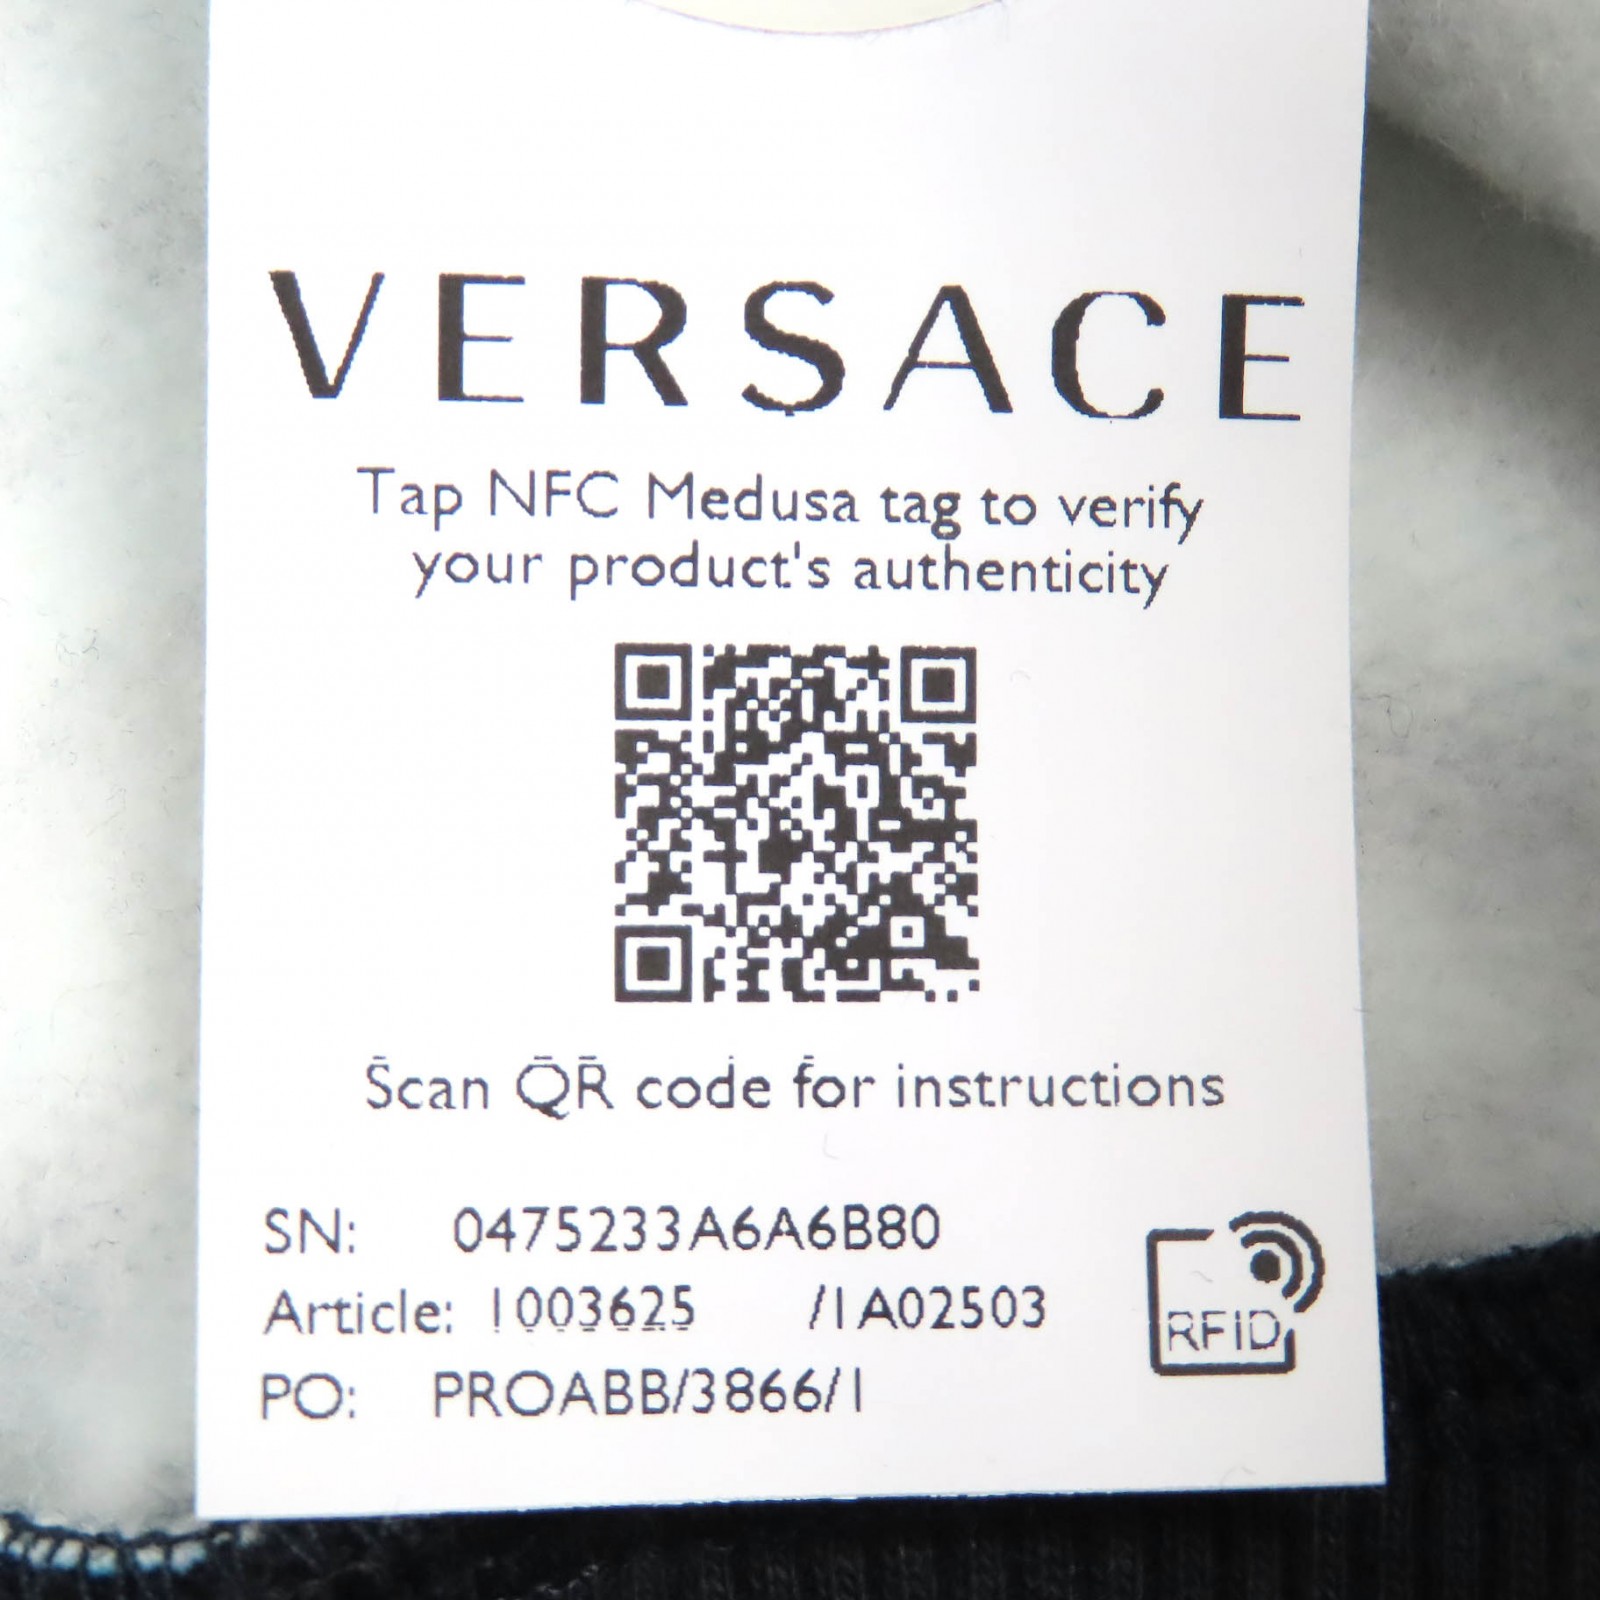 VERSACE
Tap NFC Medusa tag to verify
your product's authenticity
Scan QR code for instructions
SN: 0475233A6A6B80
Article: 1003625 /1A02503
PO: PROABB/3866/1
RFID